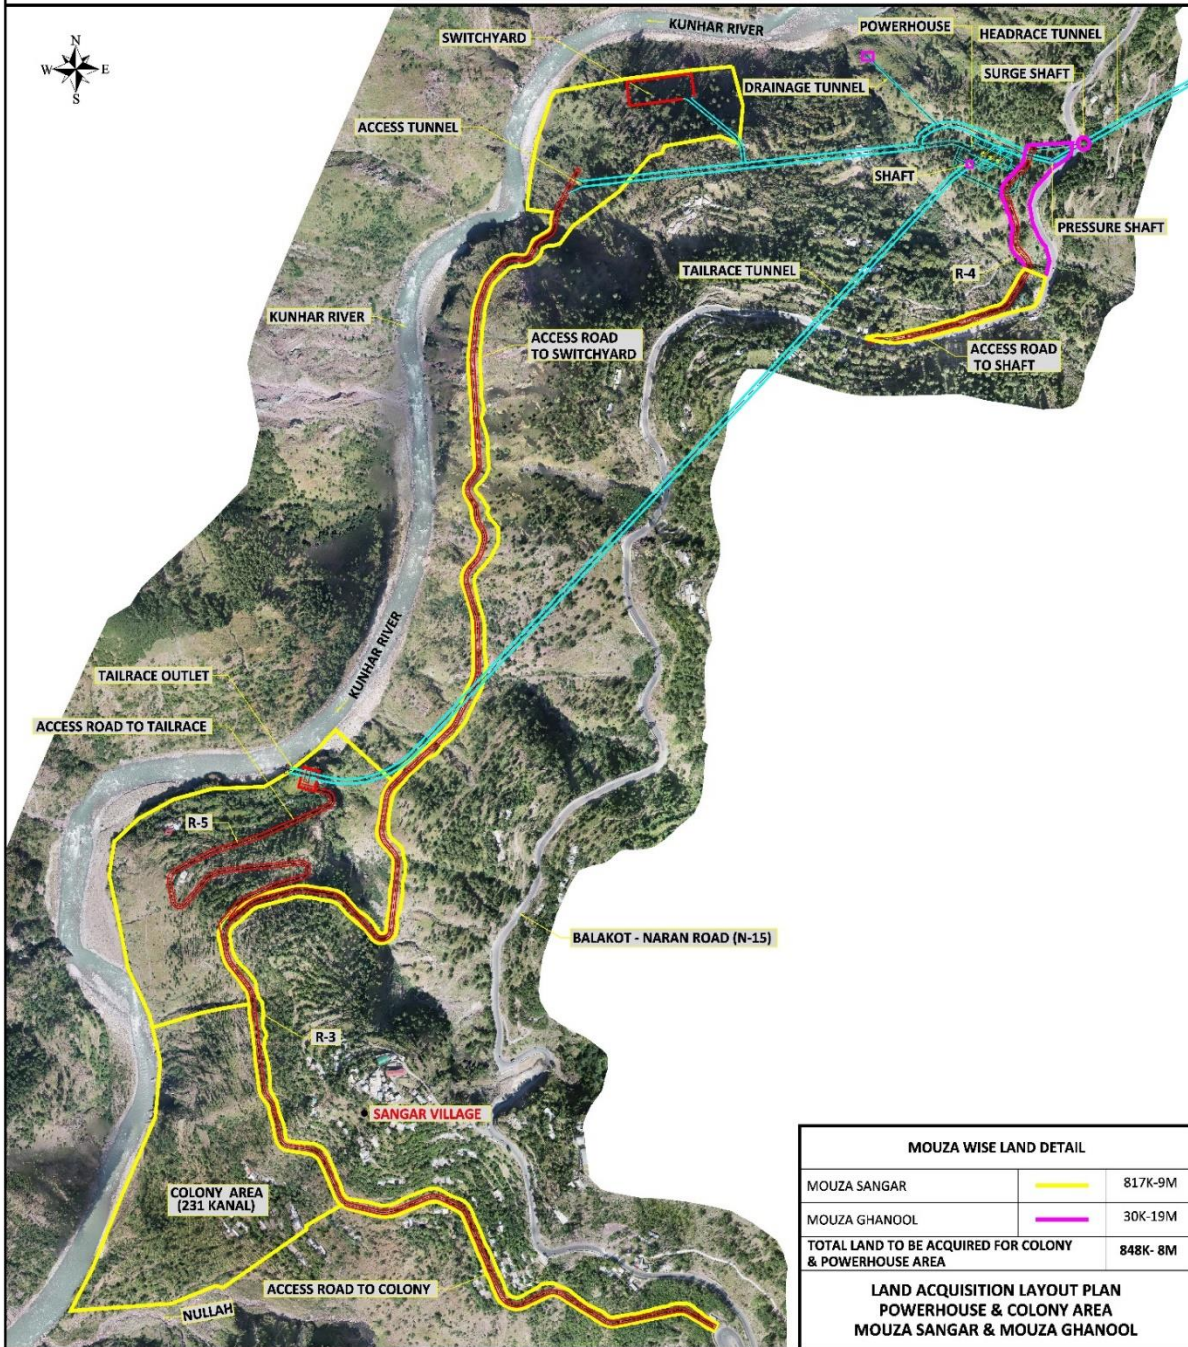 N
W E
S
KUNHAR RIVER
SWITCHYARD
POWERHOUSE
HEADRACE TUNNEL
SURGE SHAFT
DRAINAGE TUNNEL
ACCESS TUNNEL
SHAFT
PRESSURE SHAFT
TAILRACE TUNNEL
R-4
KUNHAR RIVER
ACCESS ROAD
TO SWITCHYARD
ACCESS ROAD
TO SHAFT
KUNHAR RIVER
TAILRACE OUTLET
ACCESS ROAD TO TAILRACE
R-5
BALAKOT - NARAN ROAD (N-15)
R-3
SANGAR VILLAGE
COLONY AREA
(231 KANAL)
ACCESS ROAD TO COLONY
NULLAH
MOUZA WISE LAND DETAIL
MOUZA SANGAR 817K-9M
MOUZA GHANOOL 30K-19M
TOTAL LAND TO BE ACQUIRED FOR COLONY
& POWERHOUSE AREA 848K- 8M
LAND ACQUISITION LAYOUT PLAN
POWERHOUSE & COLONY AREA
MOUZA SANGAR & MOUZA GHANOOL